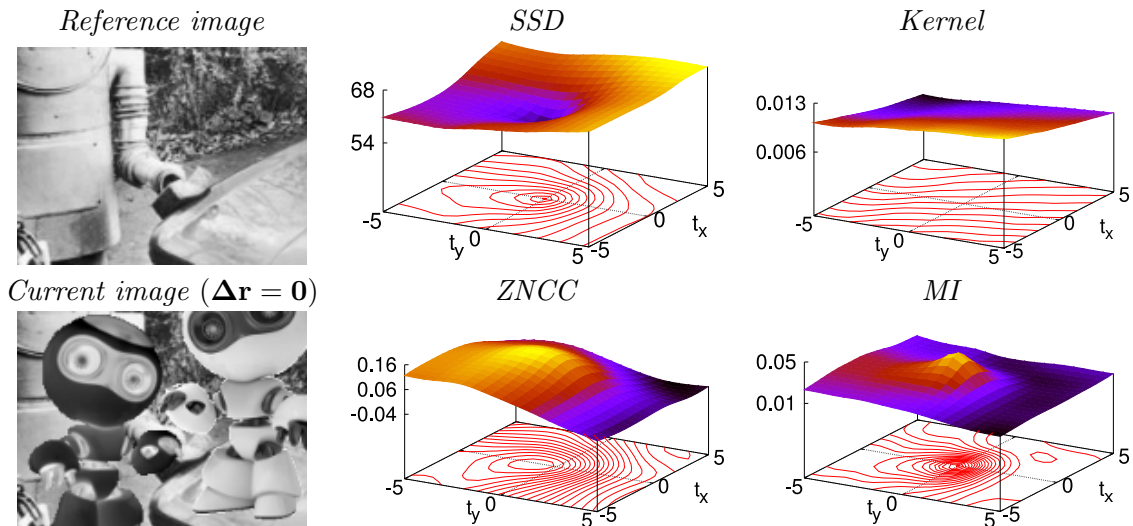 Reference image
SSD
Kernel
68
54
-5
t_y
0
5
-5
t_x
0
5
0.013
0.006
-5
t_y
0
5
-5
t_x
0
5
Current image (Δr = 0)
ZNCC
MI
0.16
0.06
-0.04
-5
t_y
0
5
-5
t_x
0
5
0.05
0.01
-5
t_y
0
5
-5
t_x
0
5